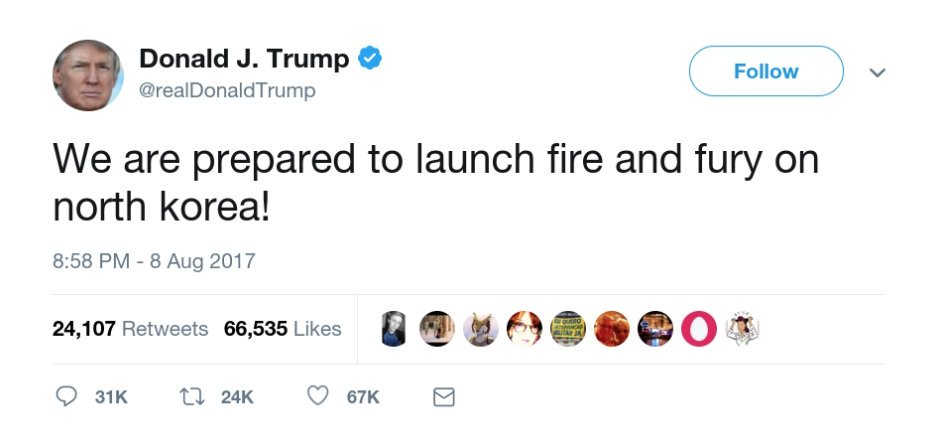 Donald J. Trump
@realDonaldTrump
Follow
We are prepared to launch fire and fury on
north korea!
8:58 PM - 8 Aug 2017
24,107 Retweets 66,535 Likes
31K 24K 67K